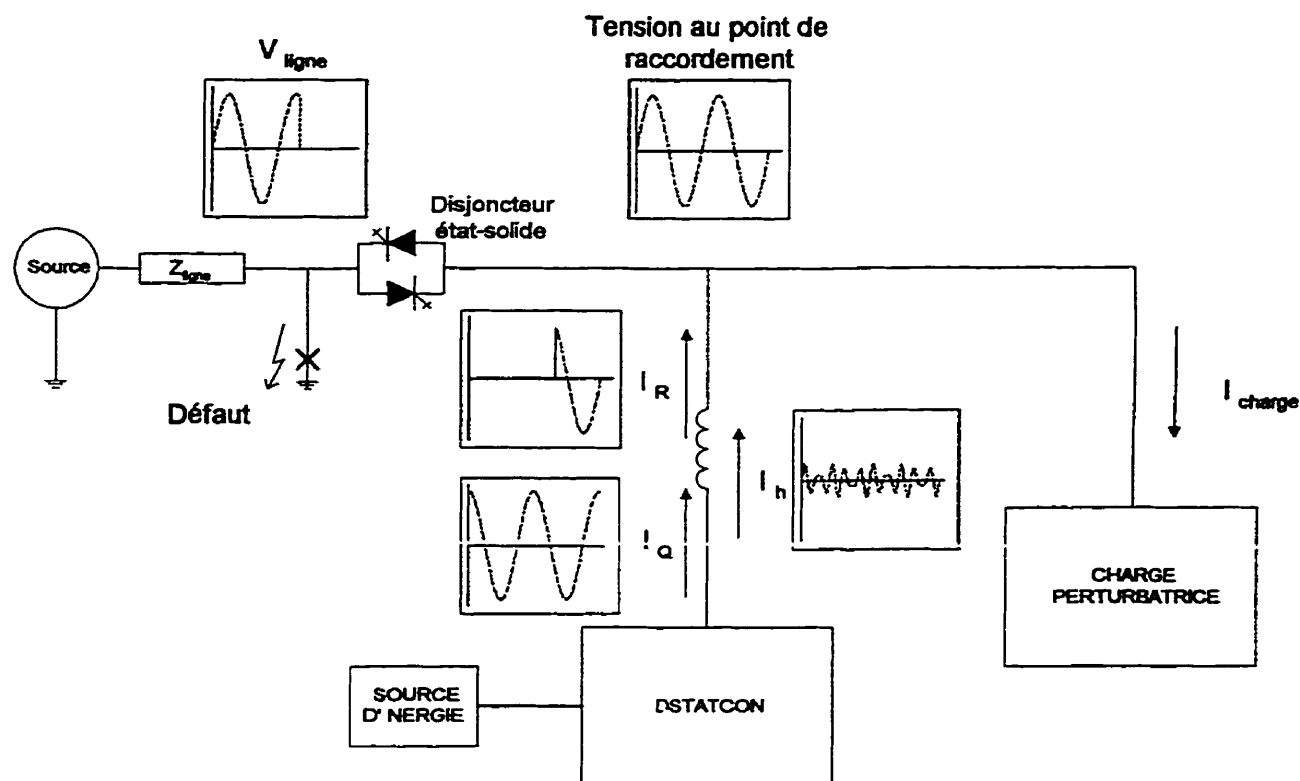 Tension au point de
raccordement
V ligne
Disjoncteur
état-solide
Source
Z ligne
Défaut
I R
I h
I Q
I charge
CHARGE
PERTURBATRICE
SOURCE
D' NERGIE
DSTATCON